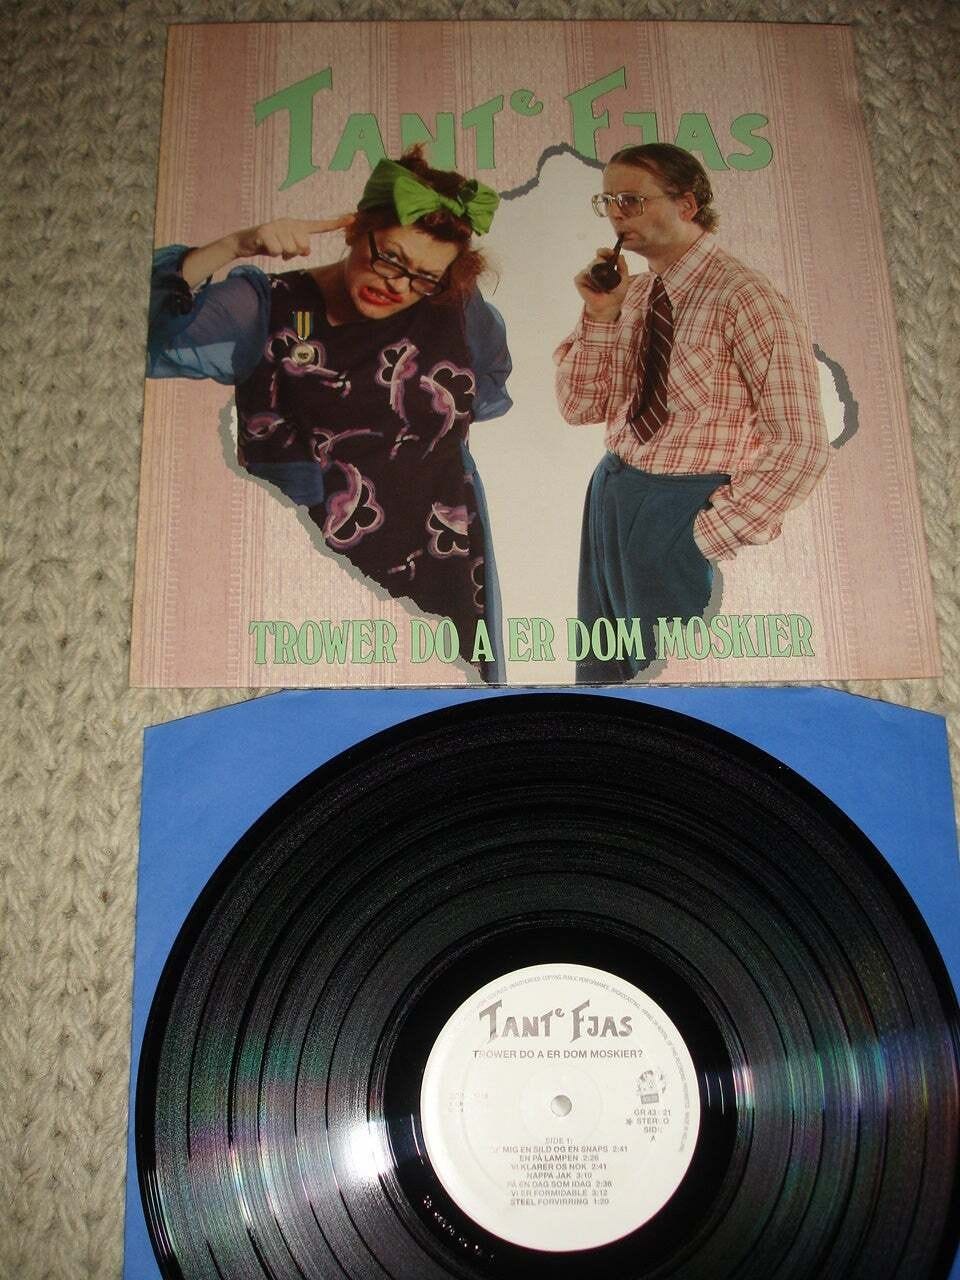 TANTe FJAS
TROWER DO A ER DOM MOSKIER
TANTe FJAS
TROWER DO A ER DOM MOSKIER?
STEREO
SIDE
A
SIDE 1:
MIG EN SILD OG EN SNAPS 2:41
EN PÅ LAMPEN 2:26
VI KLARER OS NOK 2:41
NAPPA JAK 3:10
PÅ EN DAG SOM IDAG 2:36
VI ER FORMIDABLE 3:12
STEEL FORVIRRING 1:20